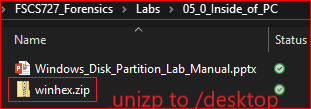 FSCS727_Forensics > Labs > 05_0_Inside_of_PC
Name Status
Windows_Disk_Partition_Lab_Manual.pptx
winhex.zip
unizp to /desktop